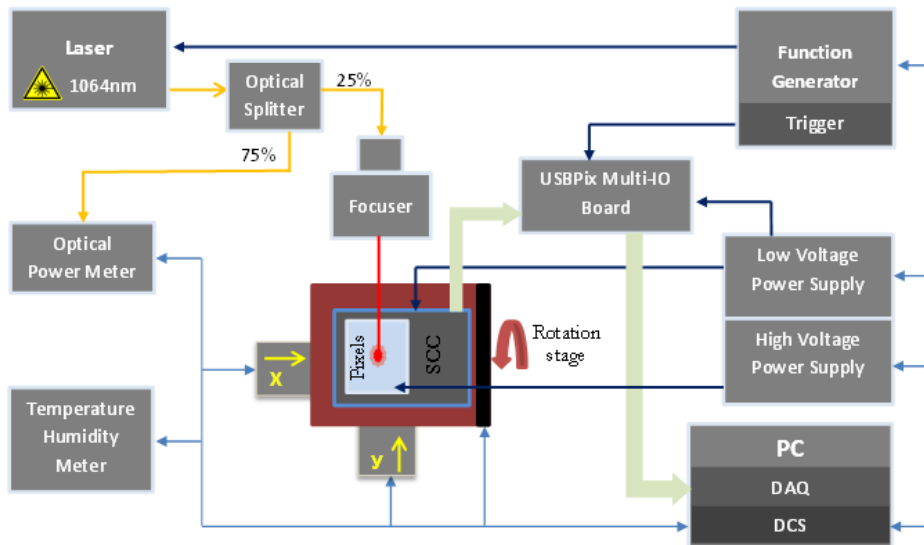 Laser
1064nm
Optical
Splitter
25%
75%
Function
Generator
Trigger
USBPix Multi-IO
Board
Focuser
Optical
Power Meter
Low Voltage
Power Supply
High Voltage
Power Supply
Rotation
stage
Pixels
SCC
X
y
Temperature
Humidity
Meter
PC
DAQ
DCS